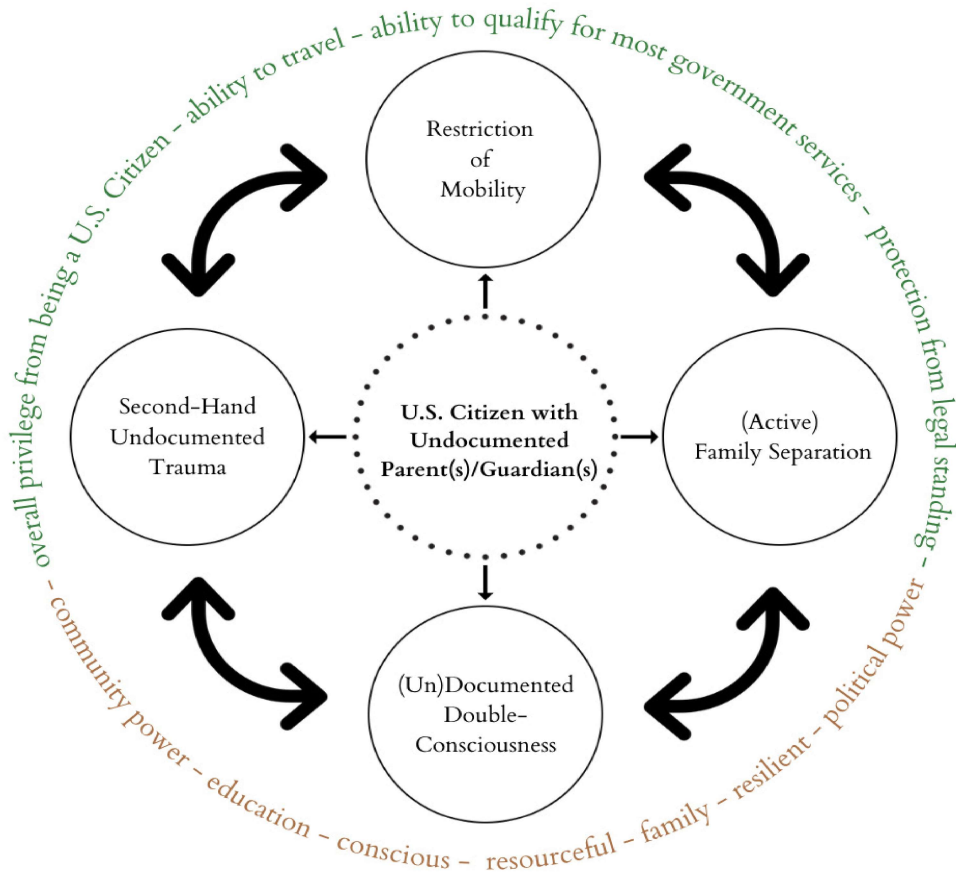 overall privilege from being a U.S. Citizen - ability to travel - ability to qualify for most government services - protection from legal standing -
Restriction
of
Mobility
Second-Hand
Undocumented
Trauma
U.S. Citizen with
Undocumented
Parent(s)/Guardian(s)
(Active)
Family Separation
(Un)Documented
Double-
Consciousness
- community power - education - conscious - resourceful - family - resilient - political power -